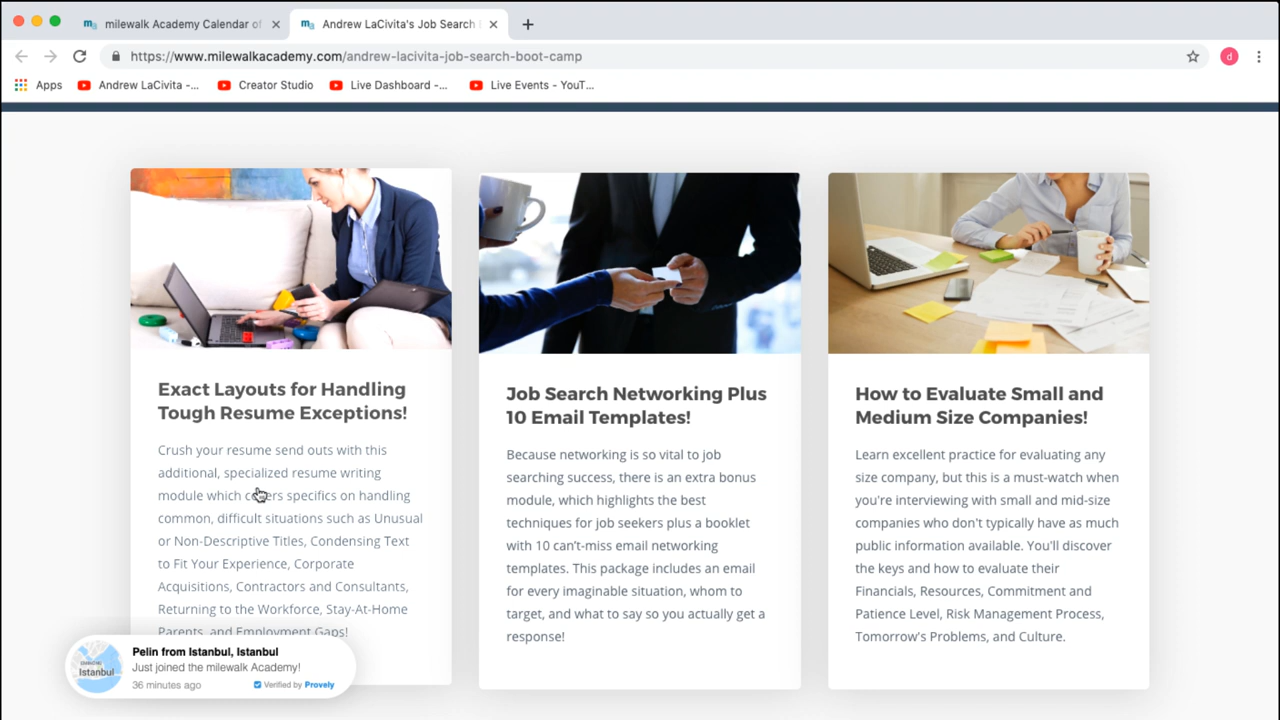 milewalk Academy Calendar of
Andrew LaCivita's Job Search
https://www.milewalkacademy.com/andrew-lacivita-job-search-boot-camp
d
Apps
Andrew LaCivita -...
Creator Studio
Live Dashboard -...
Live Events - YouT...
Exact Layouts for Handling
Tough Resume Exceptions!
Crush your resume send outs with this
additional, specialized resume writing
module which covers specifics on handling
common, difficult situations such as Unusual
or Non-Descriptive Titles, Condensing Text
to Fit Your Experience, Corporate
Acquisitions, Contractors and Consultants,
Returning to the Workforce, Stay-At-Home
Parents, and Employment Gaps!
Job Search Networking Plus
10 Email Templates!
Because networking is so vital to job
searching success, there is an extra bonus
module, which highlights the best
techniques for job seekers plus a booklet
with 10 can't-miss email networking
templates. This package includes an email
for every imaginable situation, whom to
target, and what to say so you actually get a
response!
How to Evaluate Small and
Medium Size Companies!
Learn excellent practice for evaluating any
size company, but this is a must-watch when
you're interviewing with small and mid-size
companies who don't typically have as much
public information available. You'll discover
the keys and how to evaluate their
Financials, Resources, Commitment and
Patience Level, Risk Management Process,
Tomorrow's Problems, and Culture.
Istanbul
Pelin from Istanbul, Istanbul
Just joined the milewalk Academy!
36 minutes ago
Verified by Provely